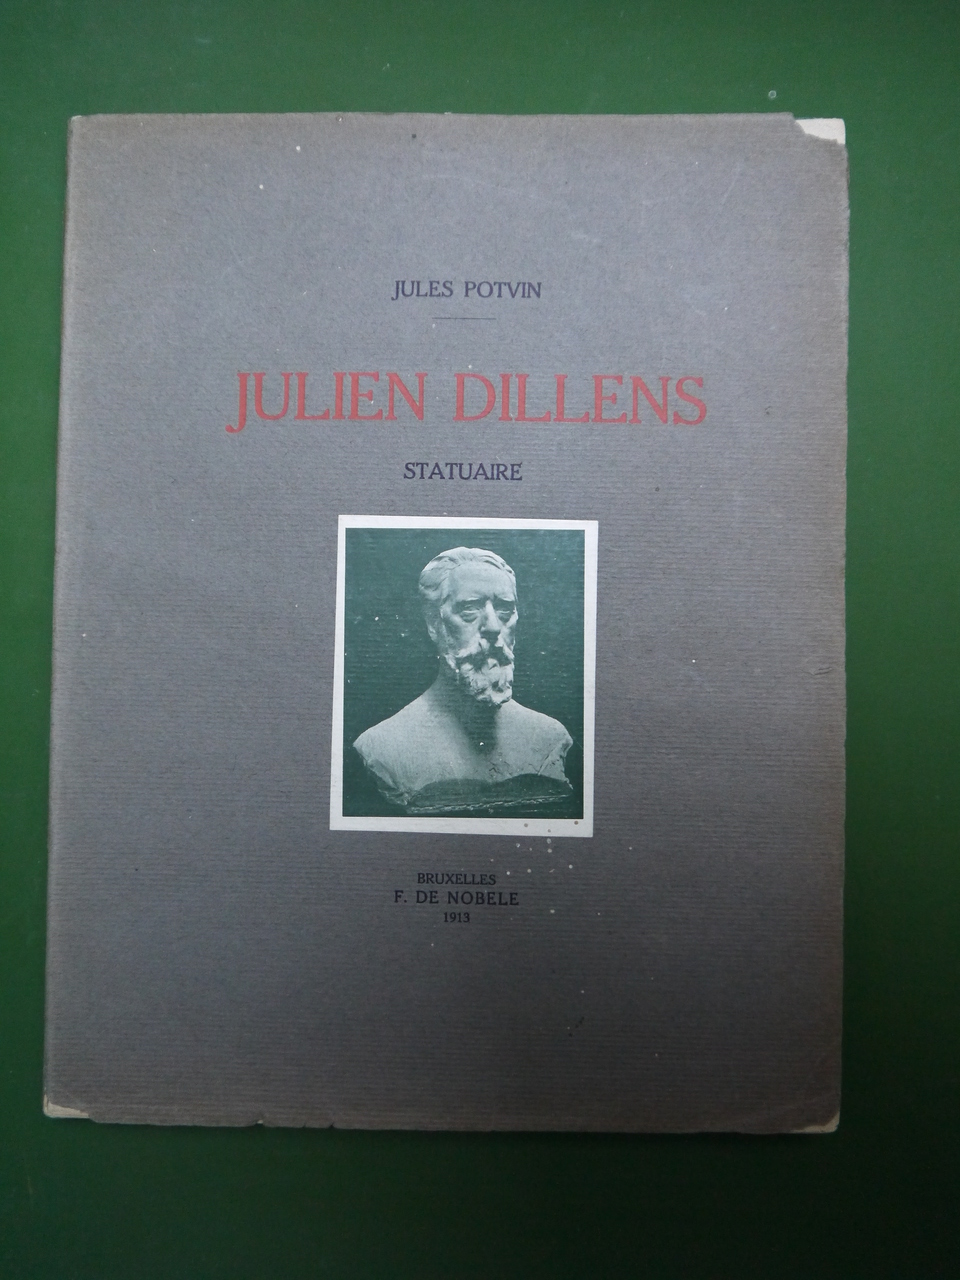 JULES POTVIN
JULIEN DILLENS
STATUAIRE
BRUXELLES
F. DE NOBELE
1913